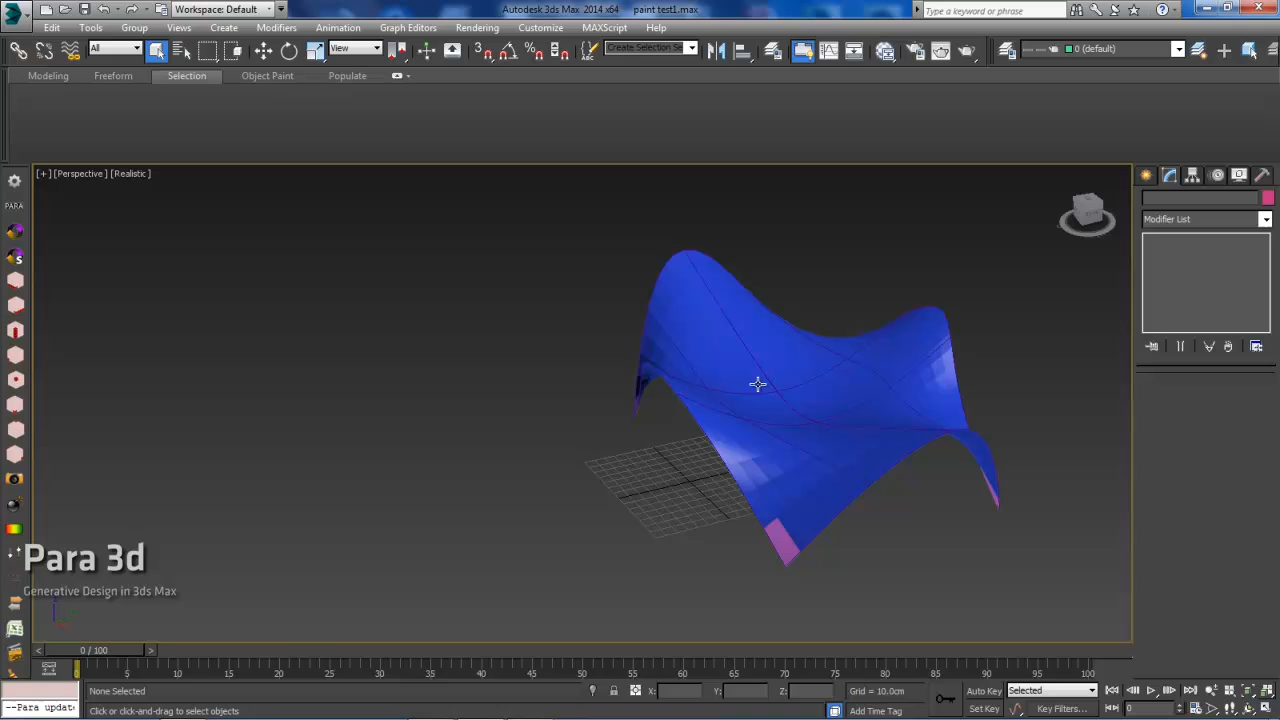 Workspace: Default
Autodesk 3ds Max 2014 x64
paint test1.max
Type a keyword or phrase
Edit Tools Group Views Create Modifiers Animation Graph Editors Rendering Customize MAXScript Help
All
View
Create Selection Se
0 (default)
Modeling Freeform Selection Object Paint Populate
[+] [Perspective] [Realistic]
PARA
Modifier List
Para 3d
Generative Design in 3ds Max
0 / 100
0 5 10 15 20 25 30 35 40 45 50 55 60 65 70 75 80 85 90 95 100
None Selected
X:
Y:
Z:
Grid = 10.0cm
Auto Key
Selected
--Para updat
Click or click-and-drag to select objects
Add Time Tag
Set Key
Key Filters...
0